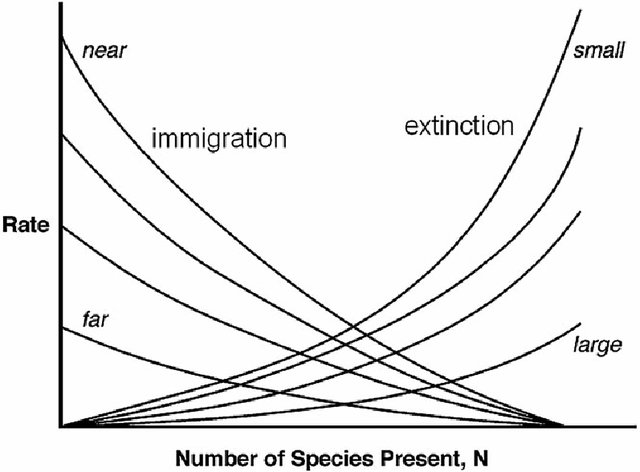 near
small
immigration
extinction
Rate
far
large
Number of Species Present, N